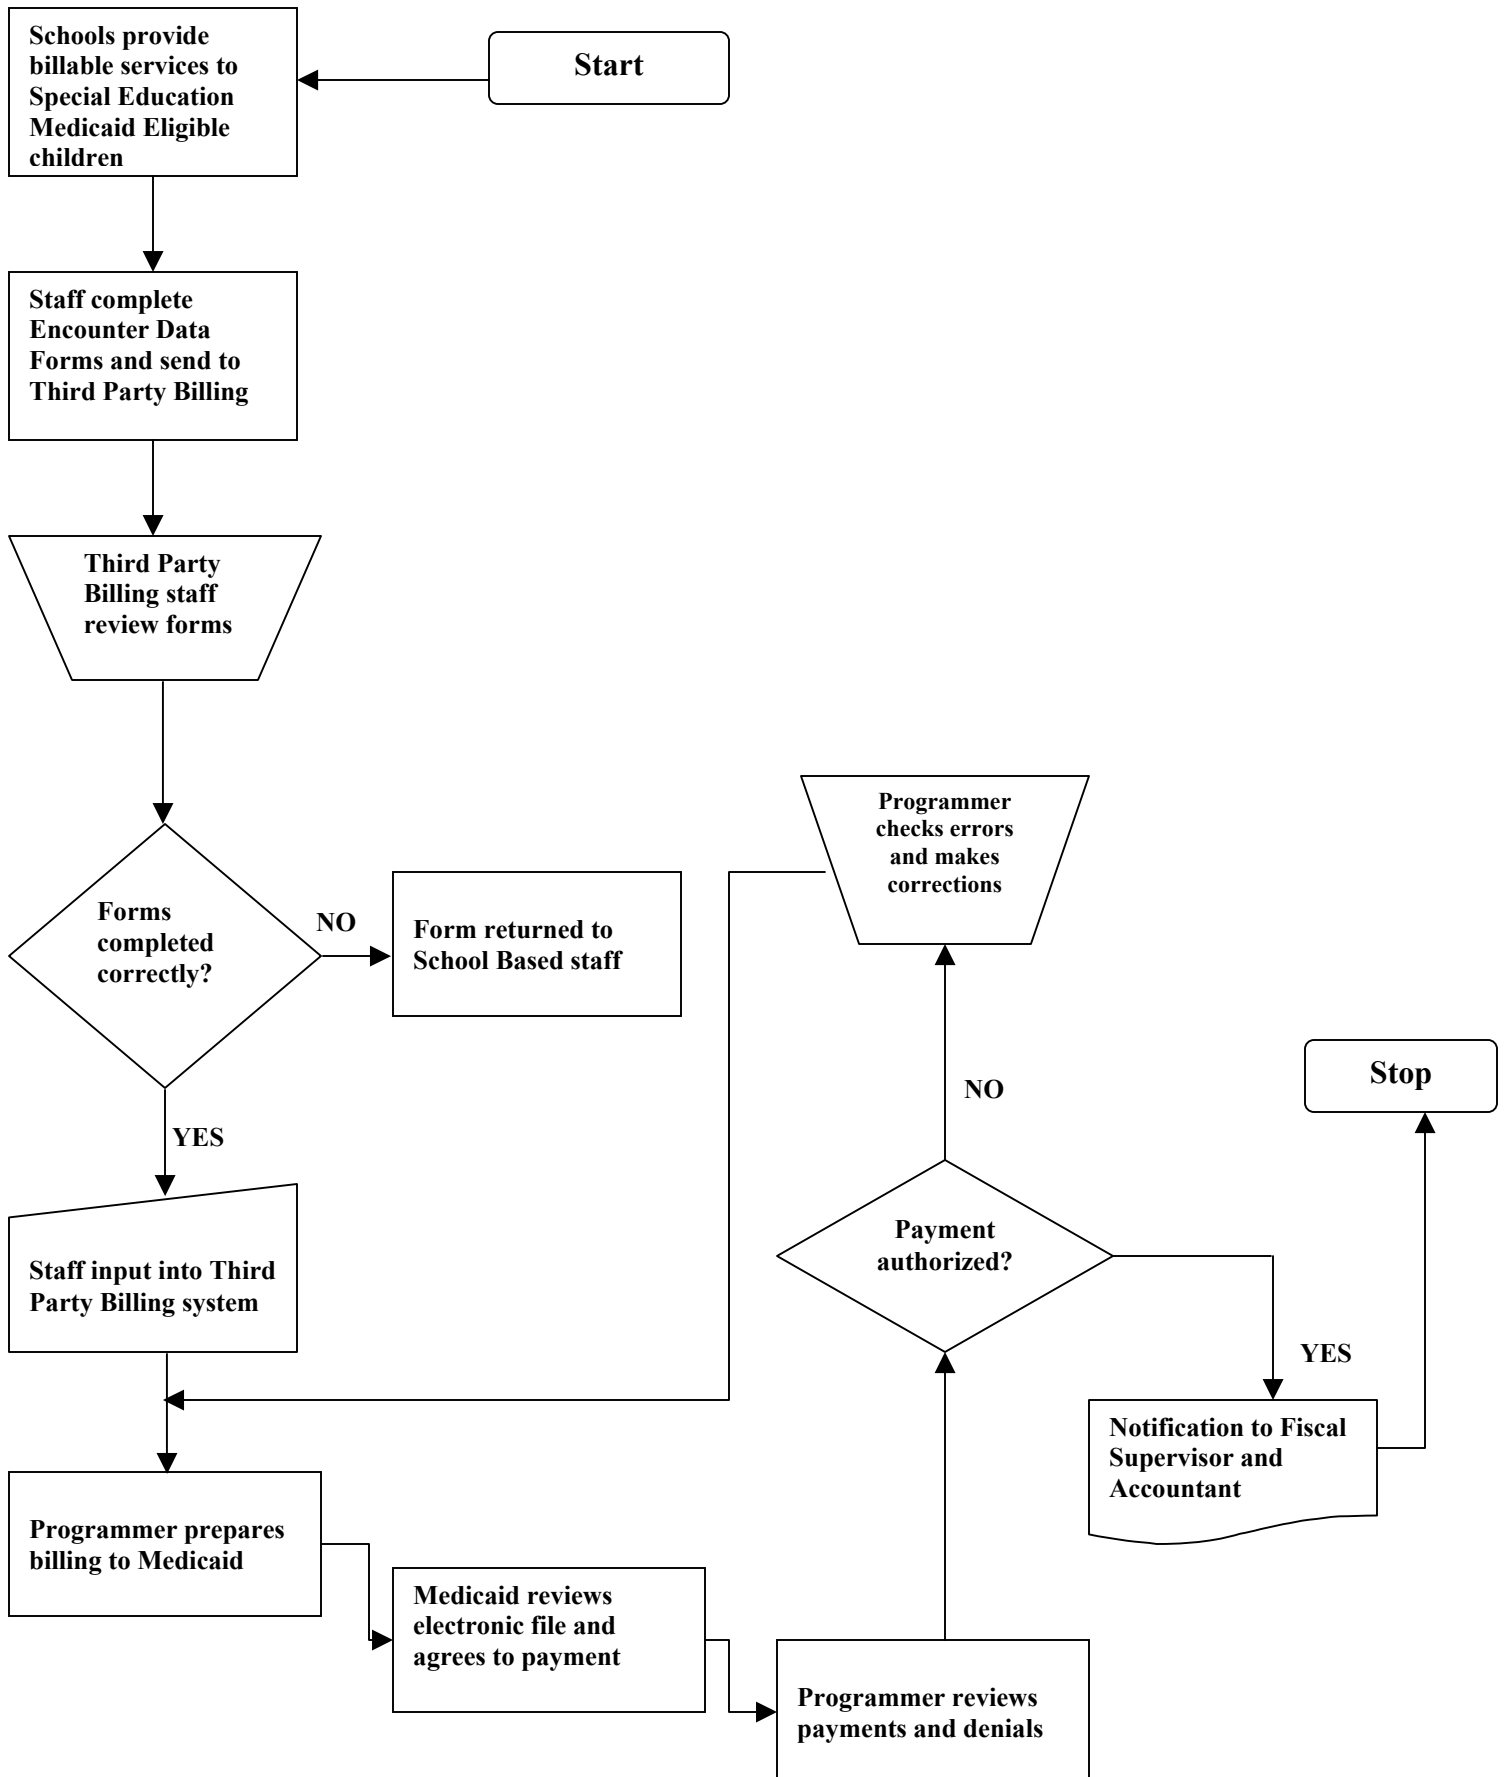 Schools provide
billable services to
Special Education
Medicaid Eligible
children
Start
Staff complete
Encounter Data
Forms and send to
Third Party Billing
Third Party
Billing staff
review forms
Forms
completed
correctly?
NO
Form returned to
School Based staff
YES
Staff input into Third
Party Billing system
Programmer prepares
billing to Medicaid
Medicaid reviews
electronic file and
agrees to payment
Programmer reviews
payments and denials
Payment
authorized?
NO
Programmer
checks errors
and makes
corrections
YES
Notification to Fiscal
Supervisor and
Accountant
Stop